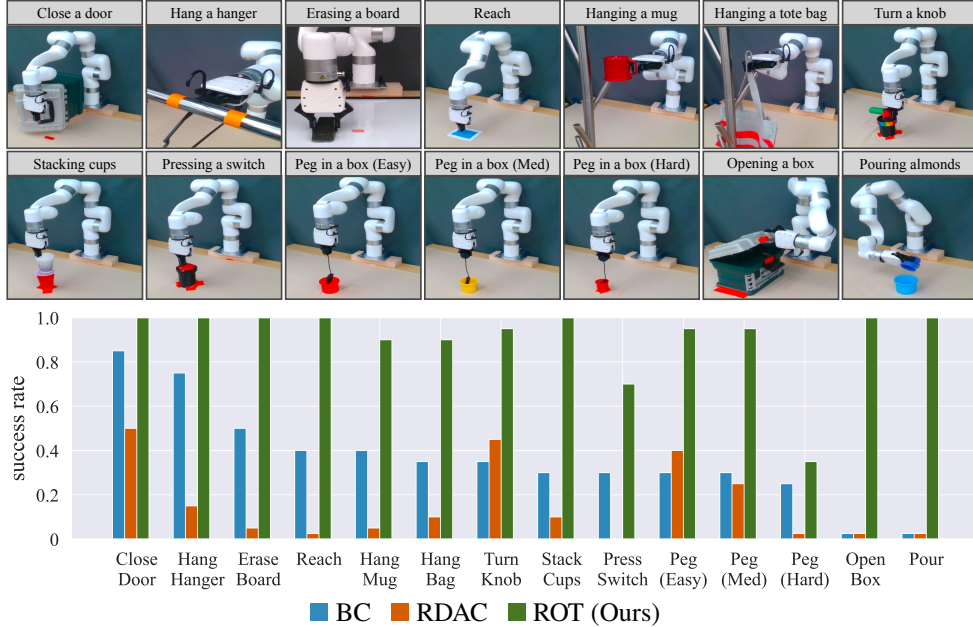 Close a door
Hang a hanger
Erasing a board
Reach
Hanging a mug
Hanging a tote bag
Turn a knob
Stacking cups
Pressing a switch
Peg in a box (Easy)
Peg in a box (Med)
Peg in a box (Hard)
Opening a box
Pouring almonds
success rate
1.0
0.8
0.6
0.4
0.2
0
Close
Door
Hang
Hanger
Erase
Board
Reach
Hang
Mug
Hang
Bag
Turn
Knob
Stack
Cups
Press
Switch
Peg
(Easy)
Peg
(Med)
Peg
(Hard)
Open
Box
Pour
BC
RDAC
ROT (Ours)